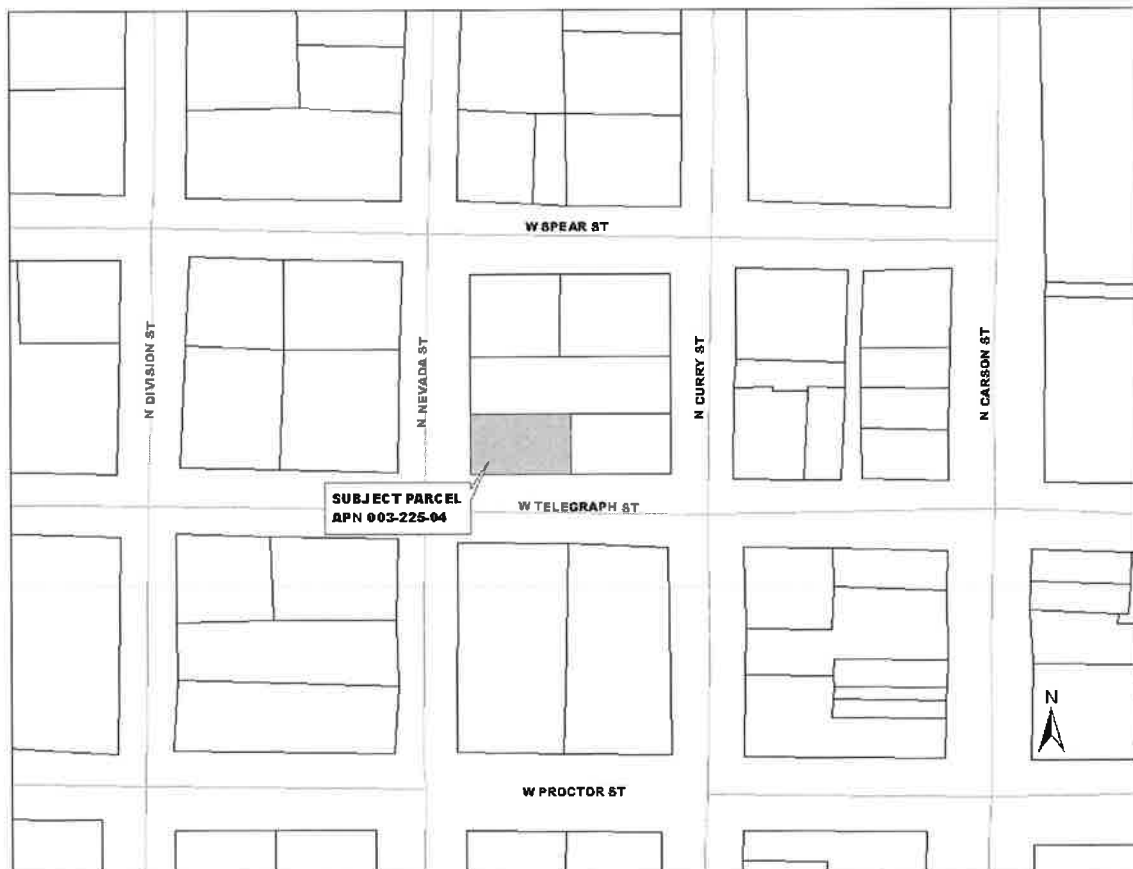 W SPEAR ST
N DIVISION ST
N NEVADA ST
N CURRY ST
N CARSON ST
SUBJECT PARCEL
APN 003-225-04
W TELEGRAPH ST
N
W PROCTOR ST